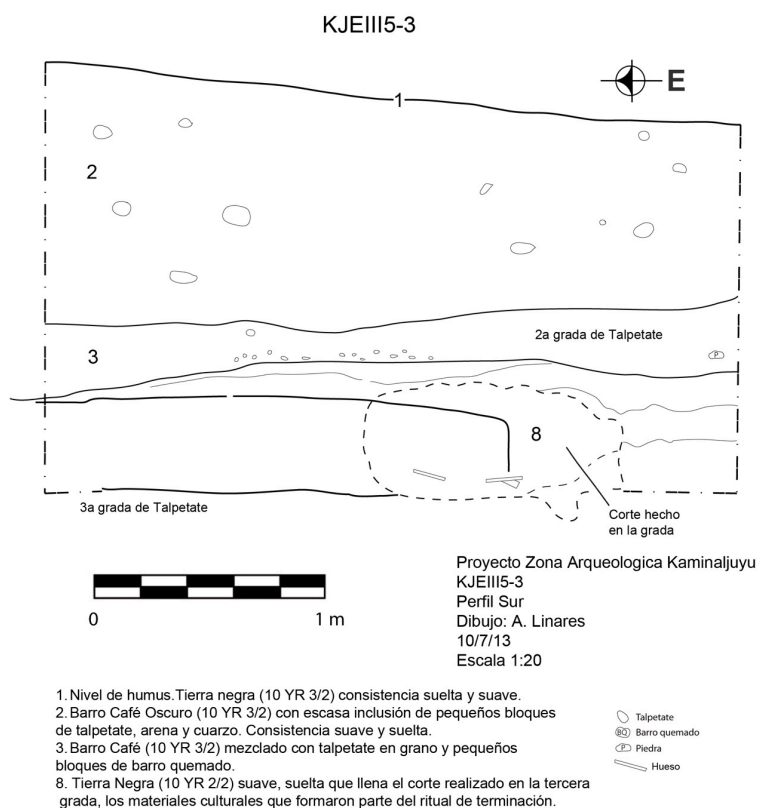 KJEIII5-3
E
1
2
2a grada de Talpetate
3
P
8
3a grada de Talpetate
Corte hecho
en la grada
0 1 m
Proyecto Zona Arqueologica Kaminaljuyu
KJEIII5-3
Perfil Sur
Dibujo: A. Linares
10/7/13
Escala 1:20
1. Nivel de humus.Tierra negra (10 YR 3/2) consistencia suelta y suave.
2. Barro Café Oscuro (10 YR 3/2) con escasa inclusión de pequeños bloques
de talpetate, arena y cuarzo. Consistencia suave y suelta.
3. Barro Café (10 YR 3/2) mezclado con talpetate en grano y pequeños
bloques de barro quemado.
8. Tierra Negra (10 YR 2/2) suave, suelta que llena el corte realizado en la tercera
grada, los materiales culturales que formaron parte del ritual de terminación.
Talpetate
BQ Barro quemado
P Piedra
Hueso